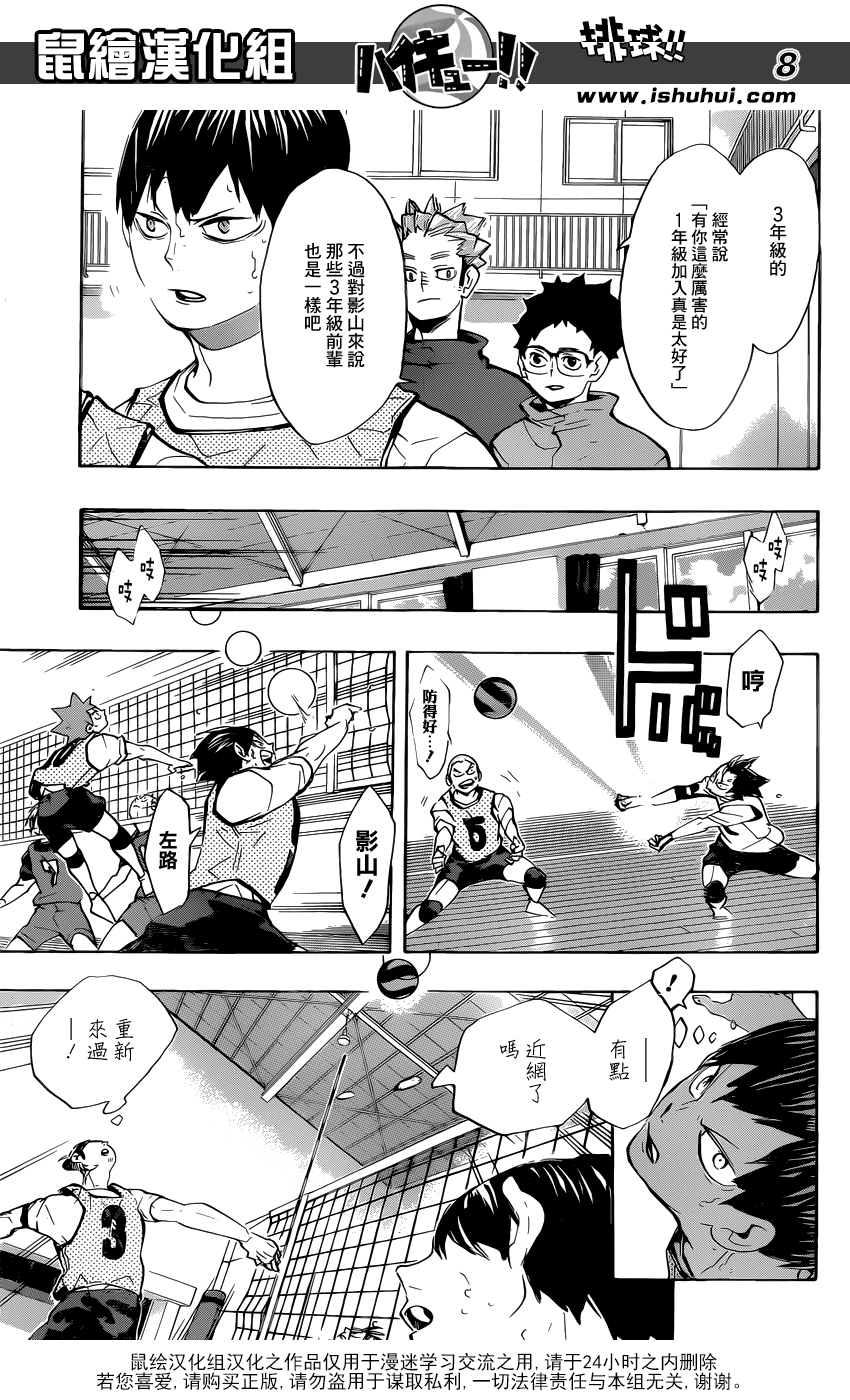 鼠繪漢化組
ハイキュー!!
排球!!
8
www.ishuhui.com
3年級的
經常說
「有你這麼厲害的
1年級加入真是太好了」
不過對影山來說
那些3年級前輩
也是一樣吧
吱
吱
吱
吱
哼
防得好…!
5
影山!
左路
!
有點—
近網了
嗎
重新
來過
—!
3
鼠绘汉化组汉化之作品仅用于漫迷学习交流之用,请于24小时之内删除
若您喜爱,请购买正版,请勿盗用于谋取私利,一切法律责任与本组无关,谢谢。